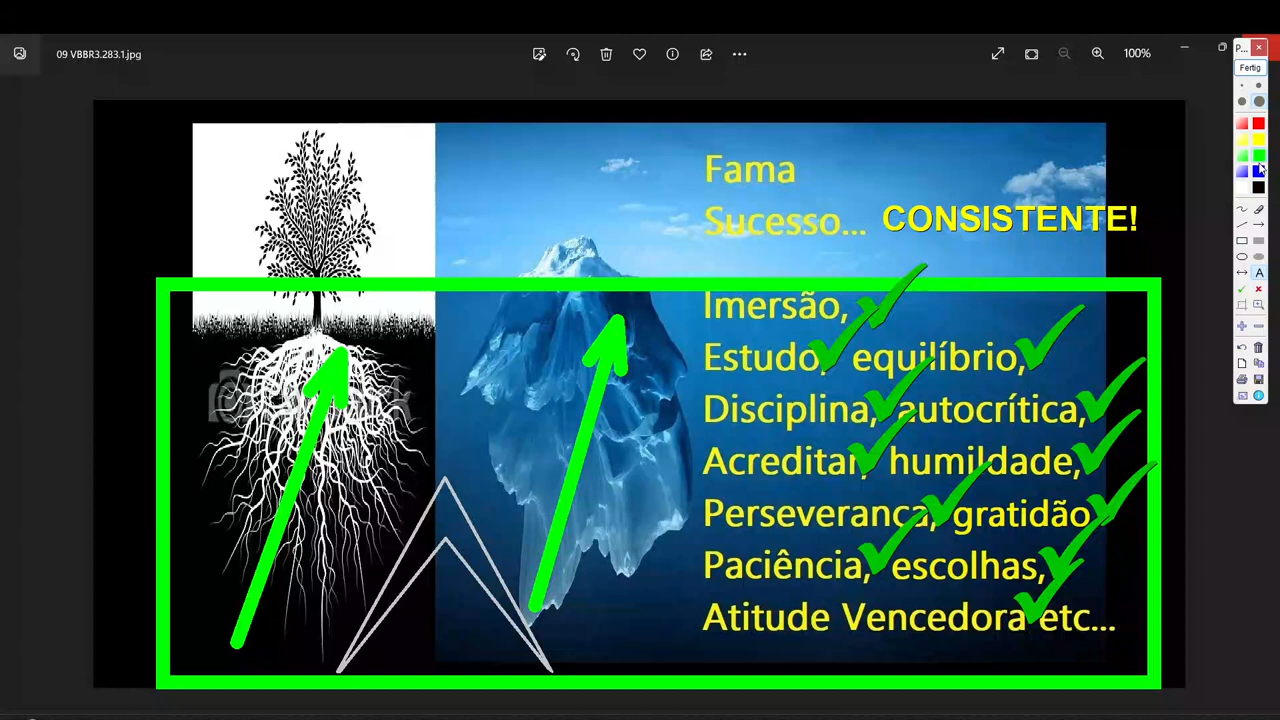 09 VBBR3.283.1.jpg
100%
P...
Fertig
Fama
Sucesso... CONSISTENTE!
Imersão,
Estudo, equilíbrio,
Disciplina, autocrítica,
Acreditar, humildade,
Perseverança, gratidão
Paciência, escolhas,
Atitude Vencedora etc...
A